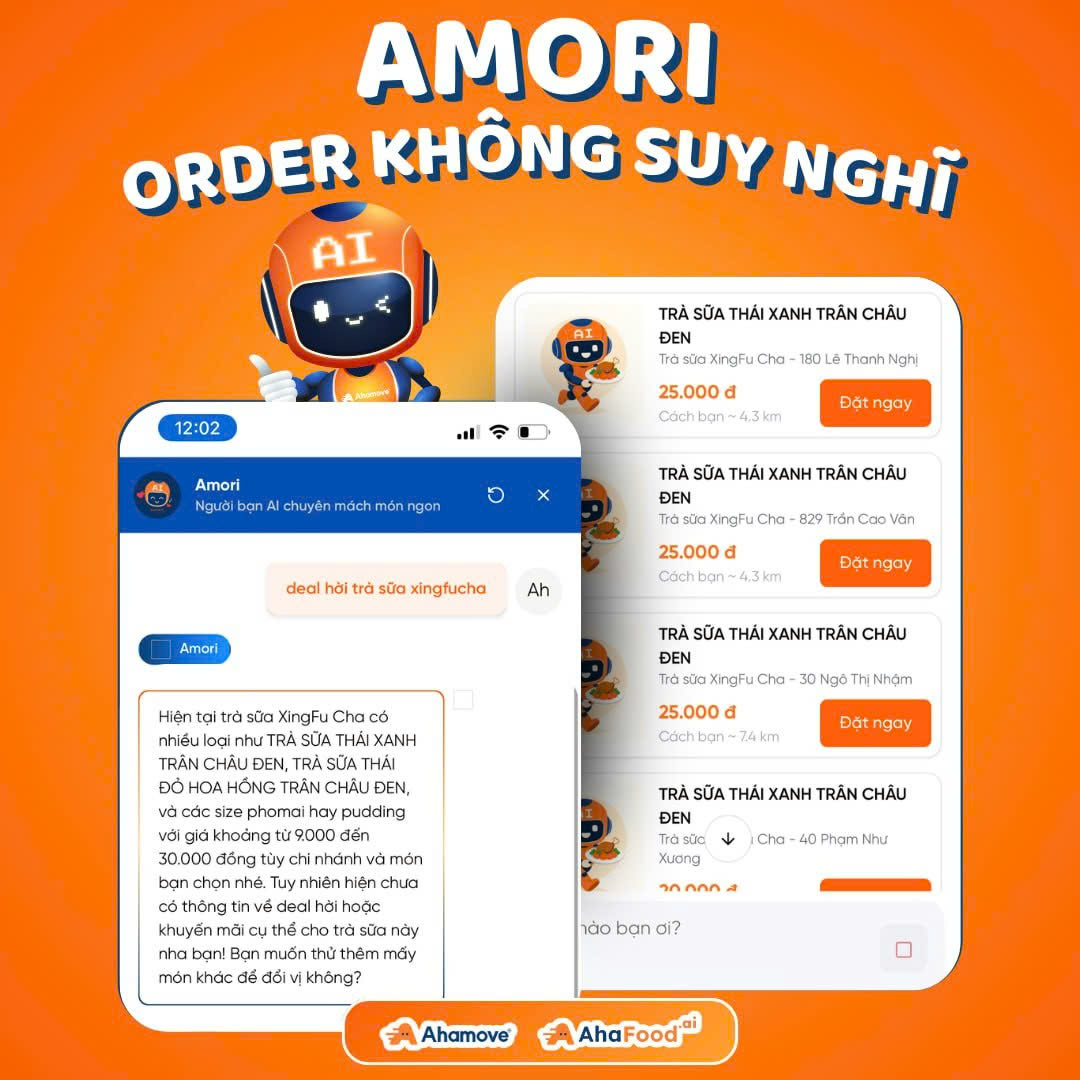 AMORI
ORDER KHÔNG SUY NGHĨ
AI
Ahamove
12:02
Amori
Người bạn AI chuyên mách món ngon
deal hời trà sữa xingfucha
Ah
Amori
Hiện tại trà sữa XingFu Cha có
nhiều loại như TRÀ SỮA THÁI XANH
TRÂN CHÂU ĐEN, TRÀ SỮA THÁI
ĐỎ HOA HỒNG TRÂN CHÂU ĐEN,
và các size phomai hay pudding
với giá khoảng từ 9.000 đến
30.000 đồng tùy chi nhánh và món
bạn chọn nhé. Tuy nhiên hiện chưa
có thông tin về deal hời hoặc
khuyến mãi cụ thể cho trà sữa này
nha bạn! Bạn muốn thử thêm mấy
món khác để đổi vị không?
AI
TRÀ SỮA THÁI XANH TRÂN CHÂU
ĐEN
Trà sữa XingFu Cha - 180 Lê Thanh Nghị
25.000 đ
Cách bạn ~ 4.3 km
Đặt ngay
TRÀ SỮA THÁI XANH TRÂN CHÂU
ĐEN
Trà sữa XingFu Cha - 829 Trần Cao Vân
25.000 đ
Cách bạn ~ 4.3 km
Đặt ngay
TRÀ SỮA THÁI XANH TRÂN CHÂU
ĐEN
Trà sữa XingFu Cha - 30 Ngô Thị Nhậm
25.000 đ
Cách bạn ~ 7.4 km
Đặt ngay
TRÀ SỮA THÁI XANH TRÂN CHÂU
ĐEN
Trà Cha - 40 Phạm Như
Xương
20.000 đ
bạn ơi?
Ahamove
AhaFood.ai